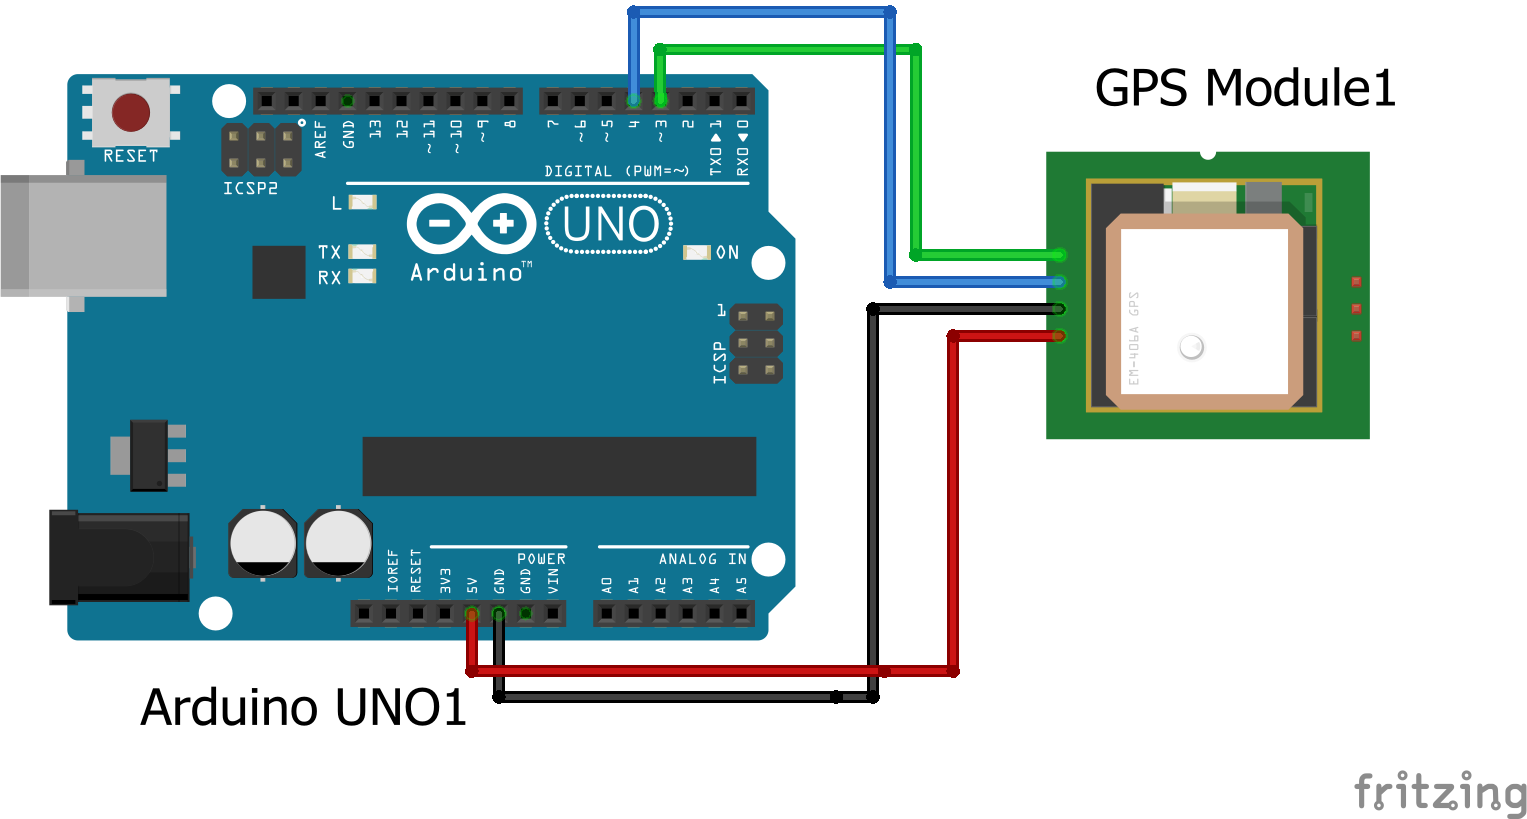 GPS Module1
RESET
ICSP2
AREF
GND
13
12
~11
~10
~9
8
7
~6
~5
4
~3
2
TX0▶1
RX0◀0
DIGITAL (PWM=~)
L
TX
RX
UNO
ON
Arduino™
1
ICSP
EM-406A GPS
IOREF
RESET
3V3
5V
GND
GND
VIN
POWER
ANALOG IN
A0
A1
A2
A3
A4
A5
Arduino UNO1
fritzing